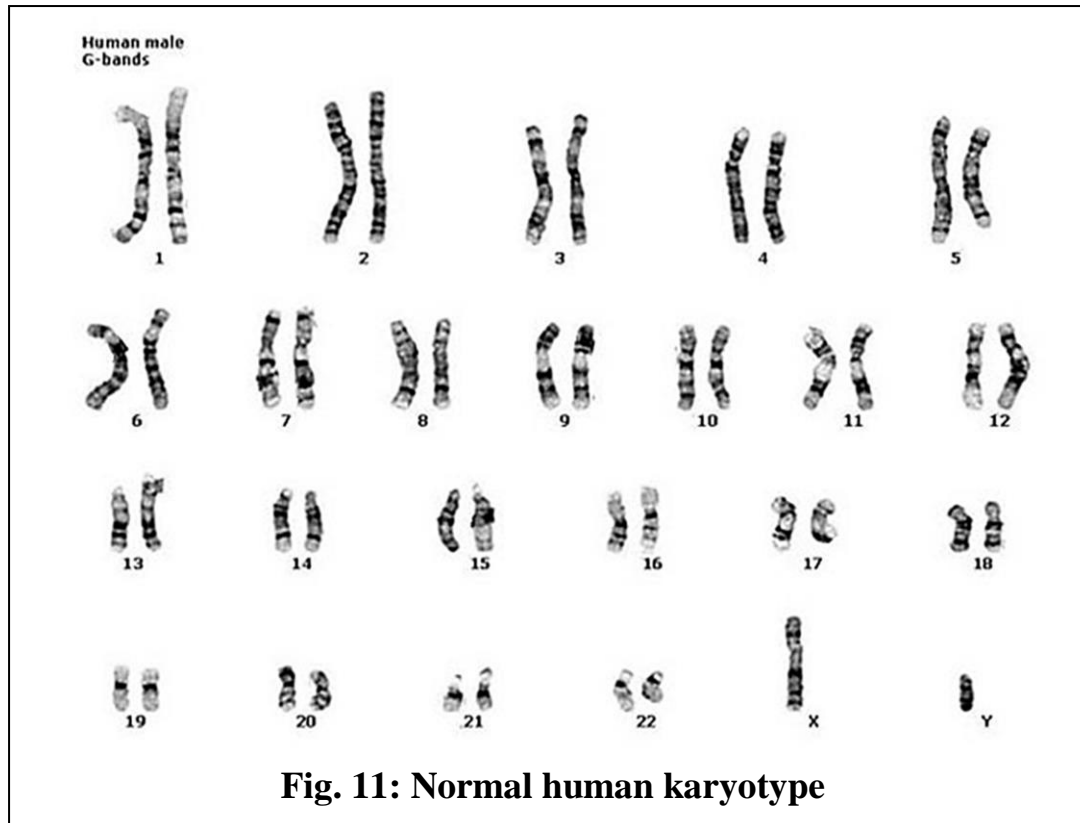 Human male
G-bands
1 2 3 4 5
6 7 8 9 10 11 12
13 14 15 16 17 18
19 20 .21 22 X Y
Fig. 11: Normal human karyotype